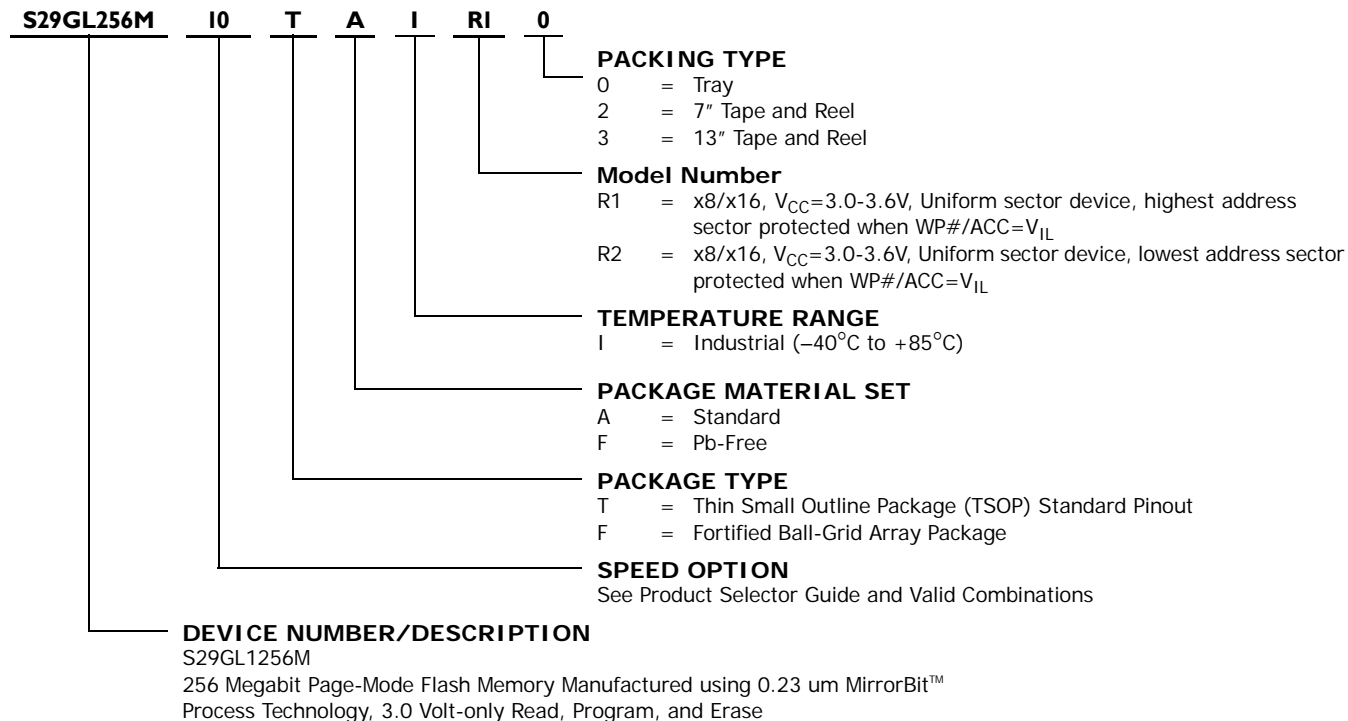 S29GL256M 10 T A I R1 0
PACKING TYPE
0 = Tray
2 = 7″ Tape and Reel
3 = 13″ Tape and Reel
Model Number
R1 = x8/x16, VCC=3.0-3.6V, Uniform sector device, highest address
sector protected when WP#/ACC=VIL
R2 = x8/x16, VCC=3.0-3.6V, Uniform sector device, lowest address sector
protected when WP#/ACC=VIL
TEMPERATURE RANGE
I = Industrial (–40°C to +85°C)
PACKAGE MATERIAL SET
A = Standard
F = Pb-Free
PACKAGE TYPE
T = Thin Small Outline Package (TSOP) Standard Pinout
F = Fortified Ball-Grid Array Package
SPEED OPTION
See Product Selector Guide and Valid Combinations
DEVICE NUMBER/DESCRIPTION
S29GL1256M
256 Megabit Page-Mode Flash Memory Manufactured using 0.23 um MirrorBit™
Process Technology, 3.0 Volt-only Read, Program, and Erase